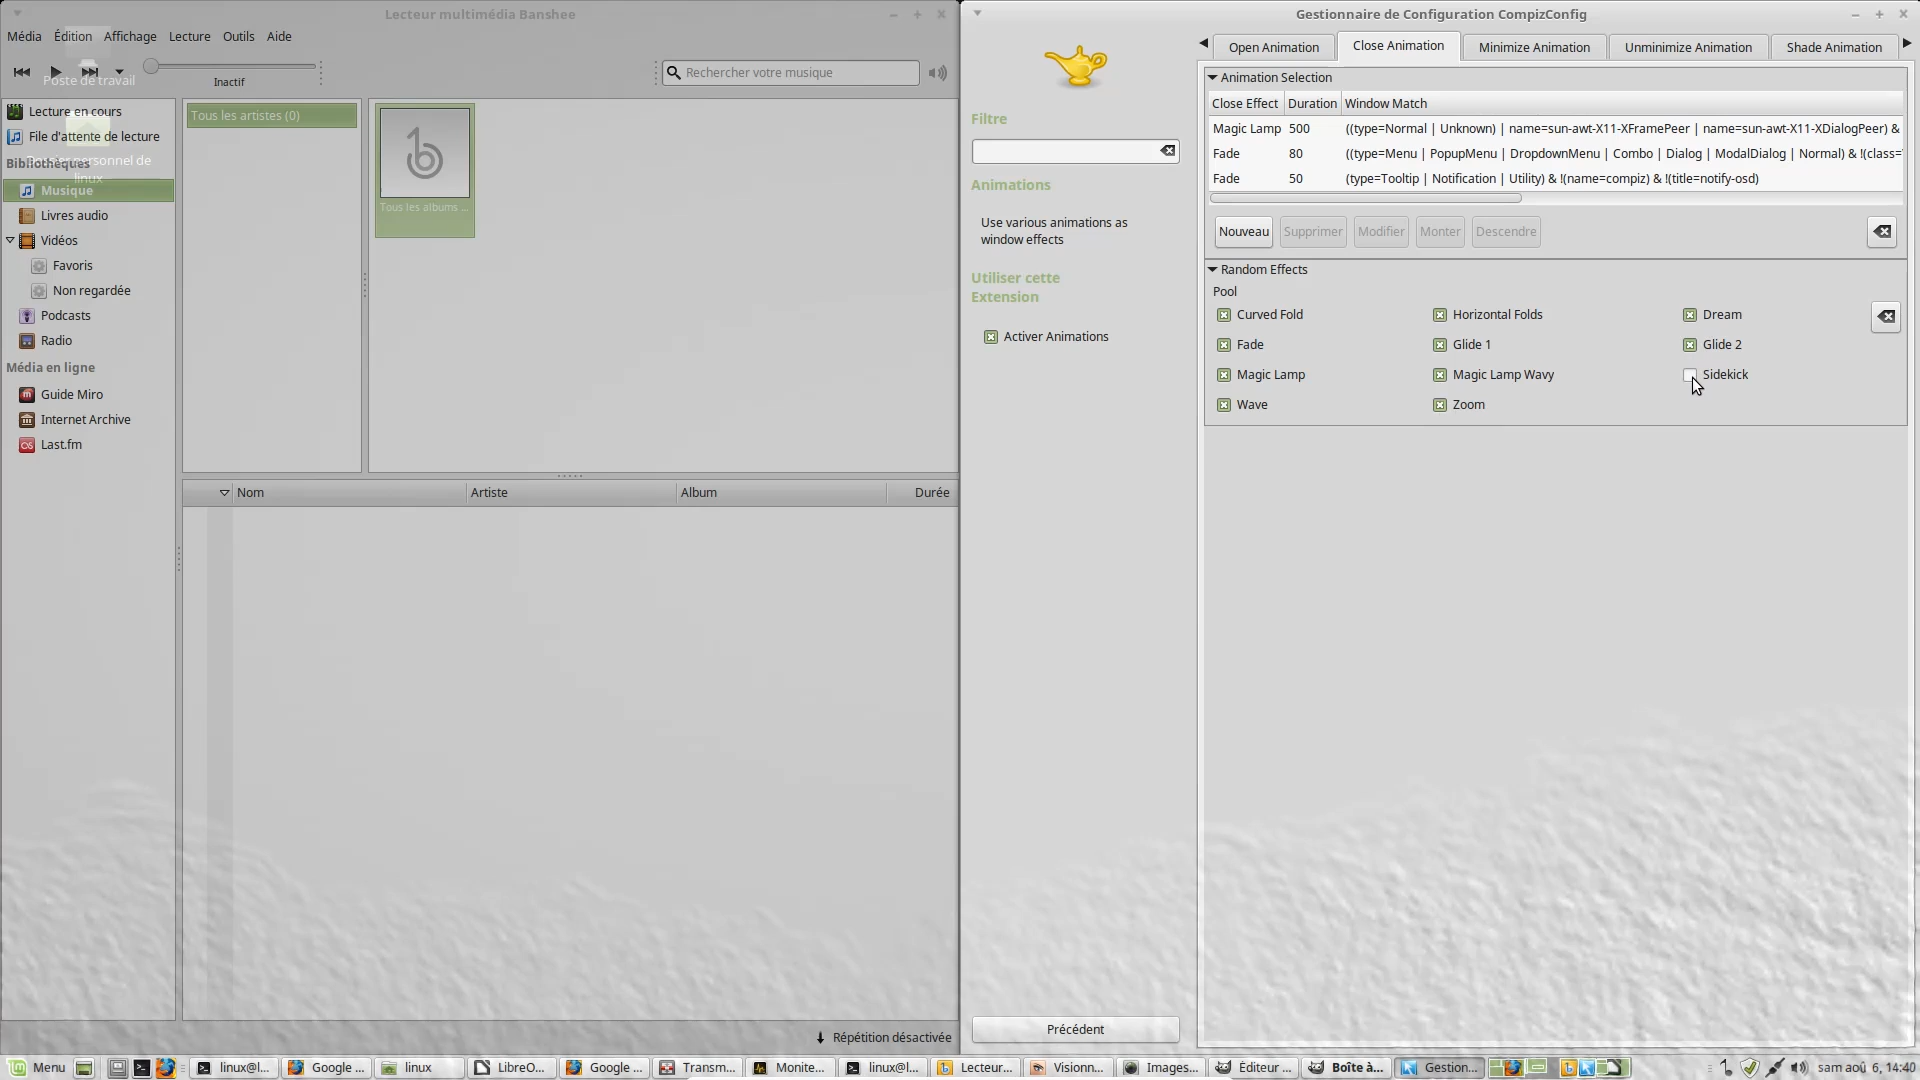 Lecteur multimédia Banshee
Média Édition Affichage Lecture Outils Aide
Poste de travail
Inactif
Rechercher votre musique
Lecture en cours
File d'attente de lecture
Bibliothèques
personnel de
linux
Musique
Livres audio
Vidéos
Favoris
Non regardée
Podcasts
Radio
Média en ligne
Guide Miro
Internet Archive
Last.fm
Tous les artistes (0)
Tous les albums ...
Nom Artiste Album Durée
Répétition désactivée
Gestionnaire de Configuration CompizConfig
Filtre
Animations
Use various animations as
window effects
Utiliser cette
Extension
Activer Animations
Précédent
Open Animation Close Animation Minimize Animation Unminimize Animation Shade Animation
Animation Selection
Close Effect Duration Window Match
Magic Lamp 500 ((type=Normal | Unknown) | name=sun-awt-X11-XFramePeer | name=sun-awt-X11-XDialogPeer) &
Fade 80 ((type=Menu | PopupMenu | DropdownMenu | Combo | Dialog | ModalDialog | Normal) & !(class=
Fade 50 (type=Tooltip | Notification | Utility) & !(name=compiz) & !(title=notify-osd)
Nouveau Supprimer Modifier Monter Descendre
Random Effects
Pool
Curved Fold Horizontal Folds Dream
Fade Glide 1 Glide 2
Magic Lamp Magic Lamp Wavy Sidekick
Wave Zoom
Menu linux@l... Google ... linux LibreO... Google ... Transm... Monite... linux@l... Lecteur... Visionn... Images... Éditeur ... Boîte à... Gestion... sam aoû 6, 14:40